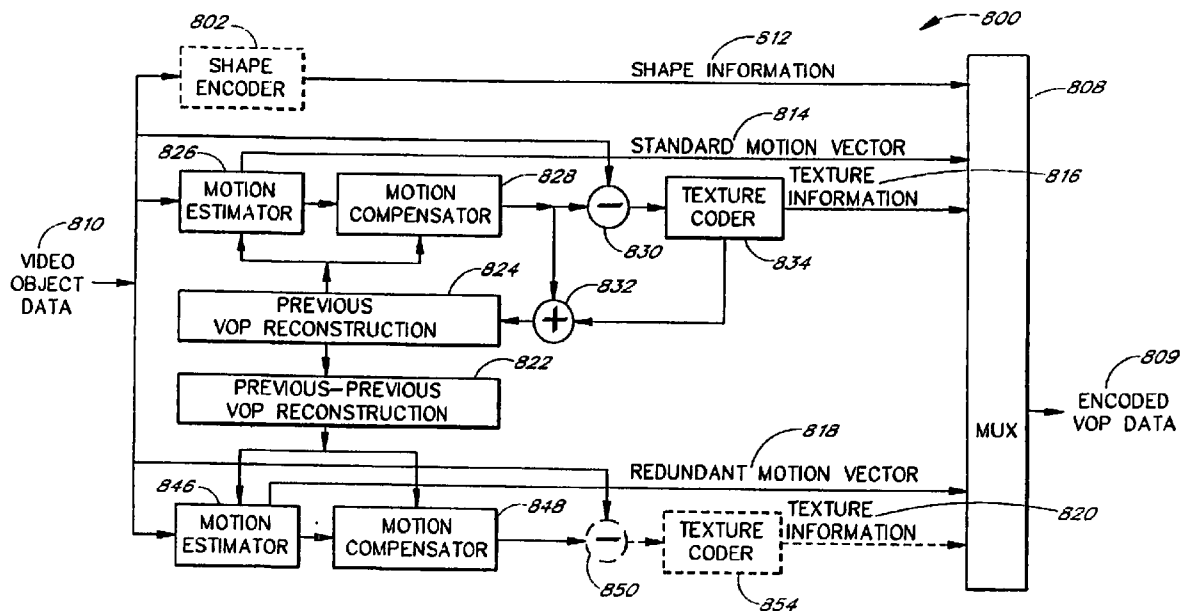 802
800
812
SHAPE
ENCODER
SHAPE INFORMATION
808
814
826
STANDARD MOTION VECTOR
828
TEXTURE
INFORMATION
816
MOTION
ESTIMATOR
MOTION
COMPENSATOR
−
TEXTURE
CODER
830
834
810
VIDEO
OBJECT
DATA
824
832
PREVIOUS
VOP RECONSTRUCTION
+
822
PREVIOUS–PREVIOUS
VOP RECONSTRUCTION
809
ENCODED
VOP DATA
MUX
818
REDUNDANT MOTION VECTOR
846
848
TEXTURE
INFORMATION
820
MOTION
ESTIMATOR
MOTION
COMPENSATOR
−
TEXTURE
CODER
850
854